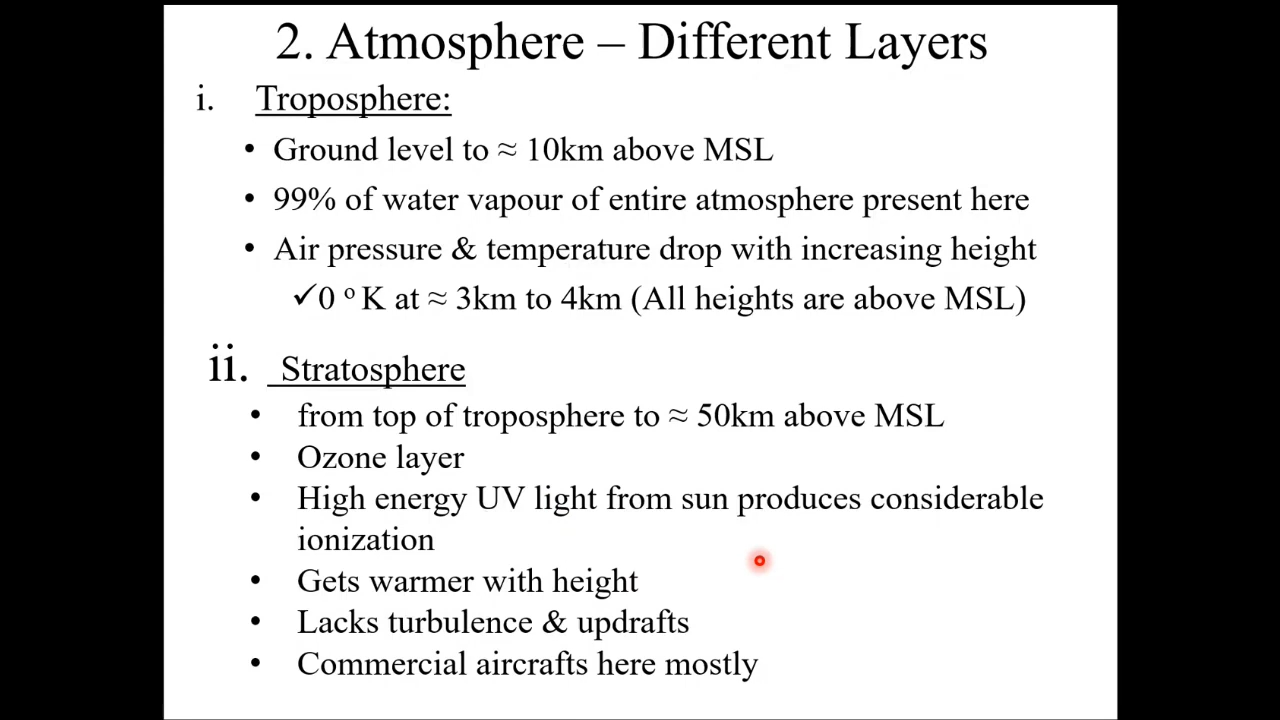 2. Atmosphere – Different Layers
i. Troposphere:
• Ground level to ≈ 10km above MSL
• 99% of water vapour of entire atmosphere present here
• Air pressure & temperature drop with increasing height
✓0 ᵒ K at ≈ 3km to 4km (All heights are above MSL)
ii. Stratosphere
• from top of troposphere to ≈ 50km above MSL
• Ozone layer
• High energy UV light from sun produces considerable
ionization
• Gets warmer with height
• Lacks turbulence & updrafts
• Commercial aircrafts here mostly